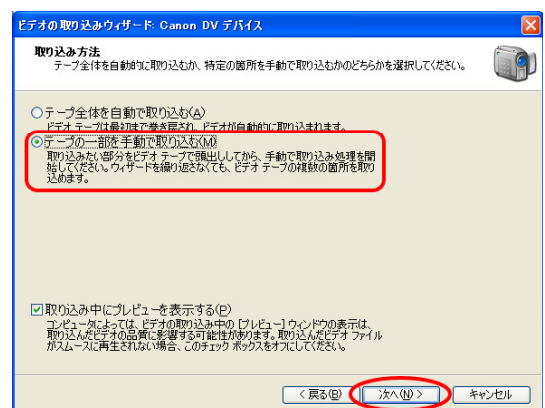 ビデオの取り込みウィザード: Canon DV デバイス
取り込み方法
テープ全体を自動的に取り込むか、特定の箇所を手動で取り込むかのどちらかを選択してください。
テープ全体を自動で取り込む(A)
ビデオ テープは最初まで巻き戻され、ビデオが自動的に取り込まれます。
テープの一部を手動で取り込む(M)
取り込みたい部分をビデオ テープで頭出ししてから、手動で取り込み処理を開
始してください。ウィザードを繰り返さなくても、ビデオ テープの複数の箇所を取り
込めます。
取り込み中にプレビューを表示する(P)
コンピュータによっては、ビデオの取り込み中の [プレビュー] ウィンドウの表示は、
取り込んだビデオの品質に影響する可能性があります。取り込んだビデオ ファイル
がスムースに再生されない場合、このチェック ボックスをオフにしてください。
< 戻る(B)
次へ(N) >
キャンセル